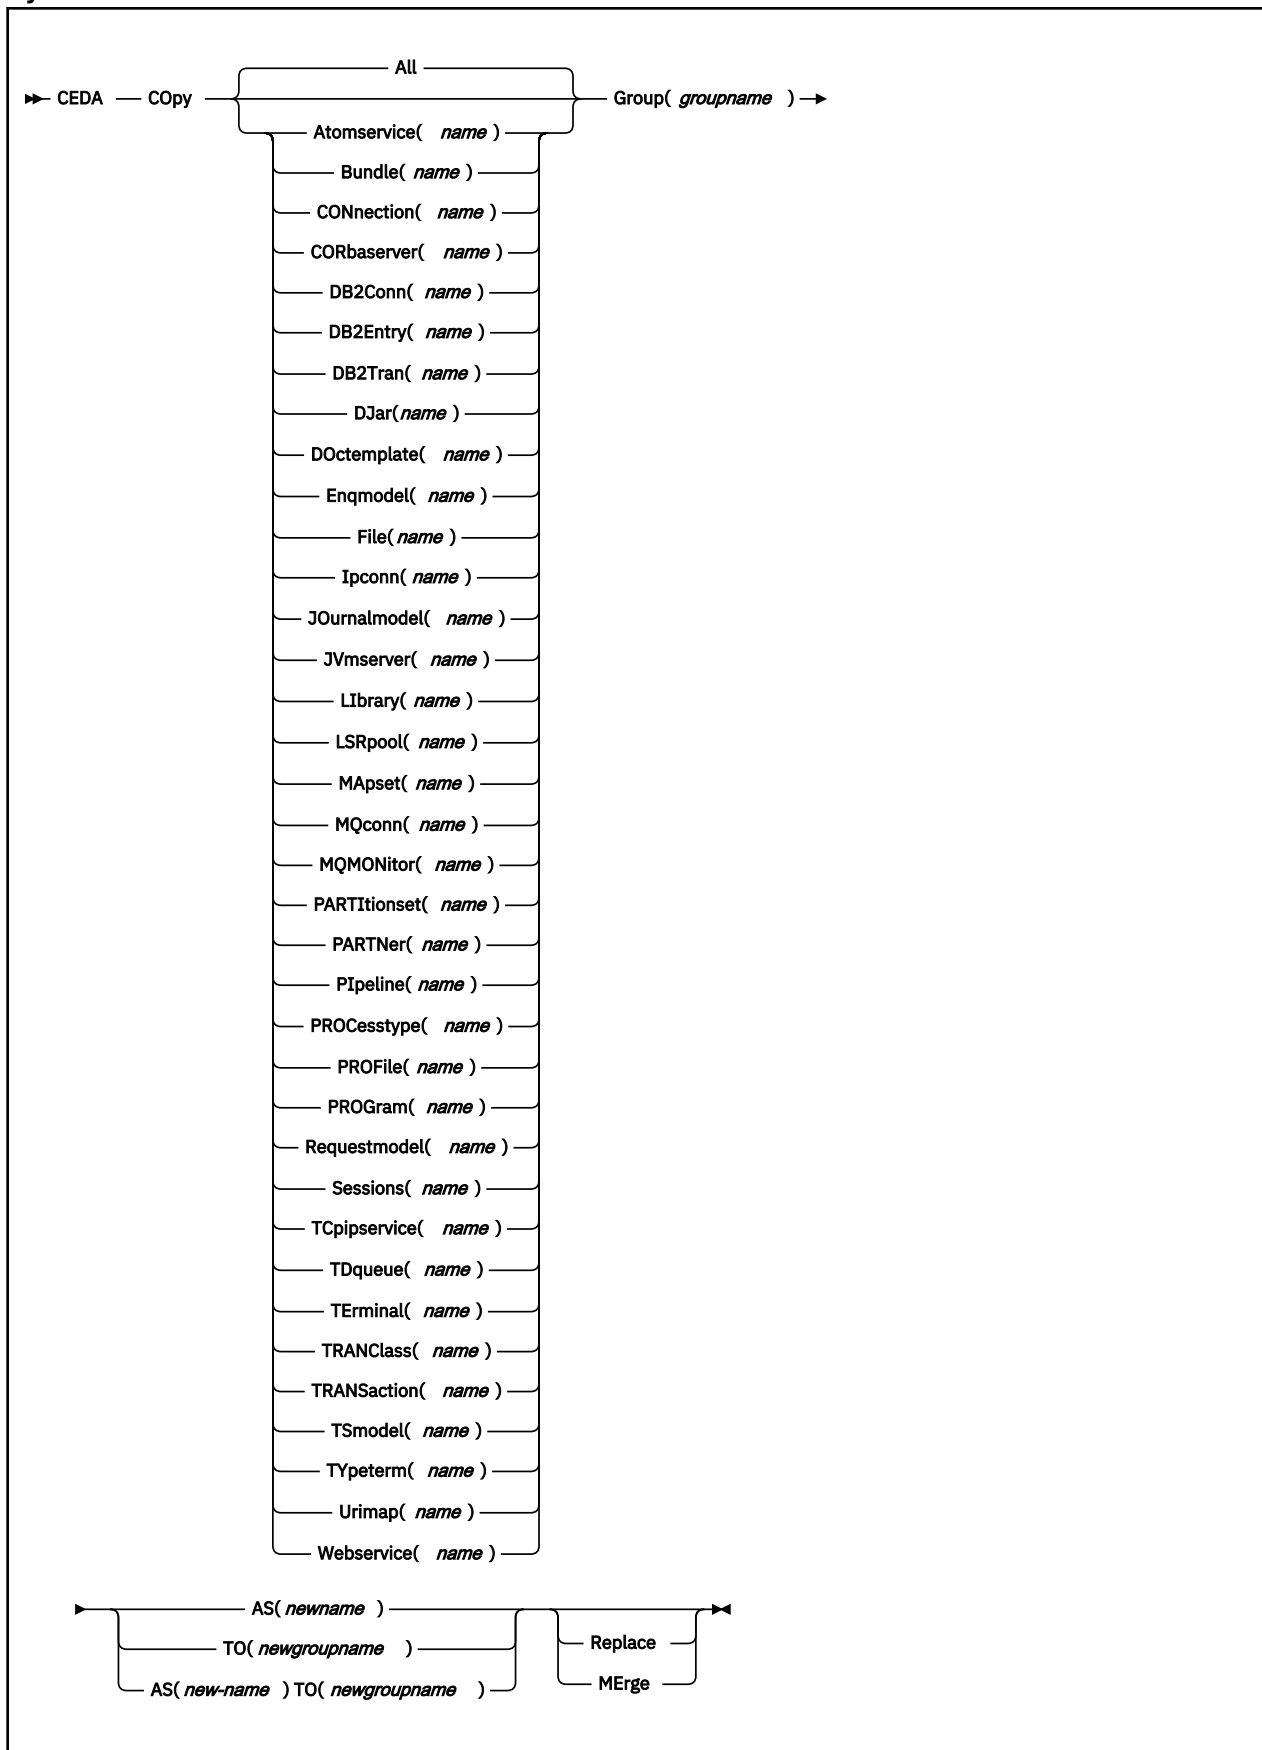 All
CEDA COpy Group( groupname )
Atomservice( name )
Bundle( name )
CONnection( name )
CORbaserver( name )
DB2Conn( name )
DB2Entry( name )
DB2Tran( name )
DJar(name )
DOctemplate( name )
Enqmodel( name )
File(name )
Ipconn(name )
JOurnalmodel( name )
JVmserver( name )
LIbrary(name )
LSRpool( name )
MApset( name )
MQconn( name )
MQMONitor( name )
PARTItionset( name )
PARTNer( name )
PIpeline( name )
PROCesstype( name )
PROFile( name )
PROGram( name )
Requestmodel( name )
Sessions( name )
TCpipservice( name )
TDqueue( name )
TErminal( name )
TRANClass( name )
TRANSaction( name )
TSmodel( name )
TYpeterm( name )
Urimap( name )
Webservice( name )
AS( newname )
TO( newgroupname ) Replace
AS( new-name ) TO( newgroupname ) MErge